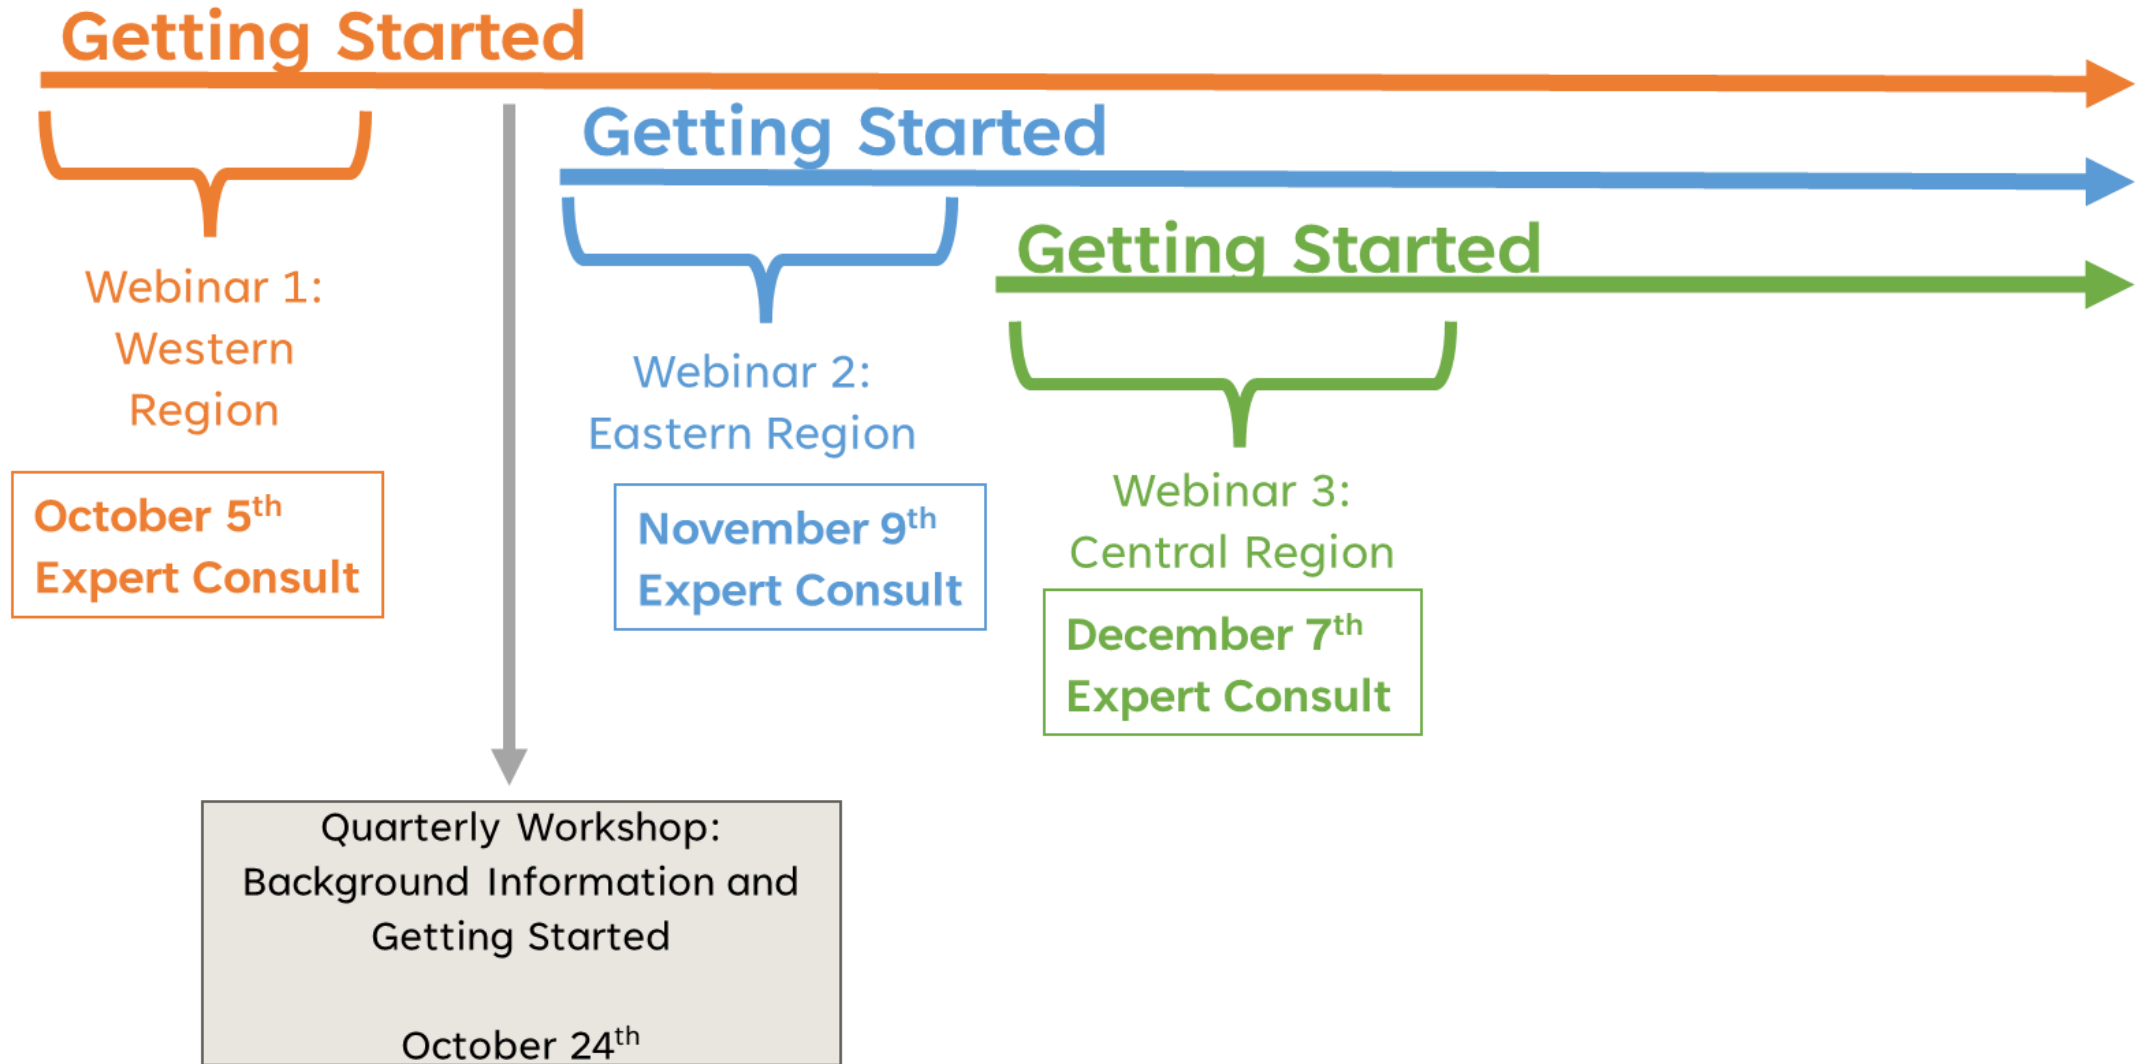 Getting Started
Getting Started
Getting Started
Webinar 1:
Western
Region
October 5th
Expert Consult
Webinar 2:
Eastern Region
November 9th
Expert Consult
Webinar 3:
Central Region
December 7th
Expert Consult
Quarterly Workshop:
Background Information and
Getting Started
October 24th